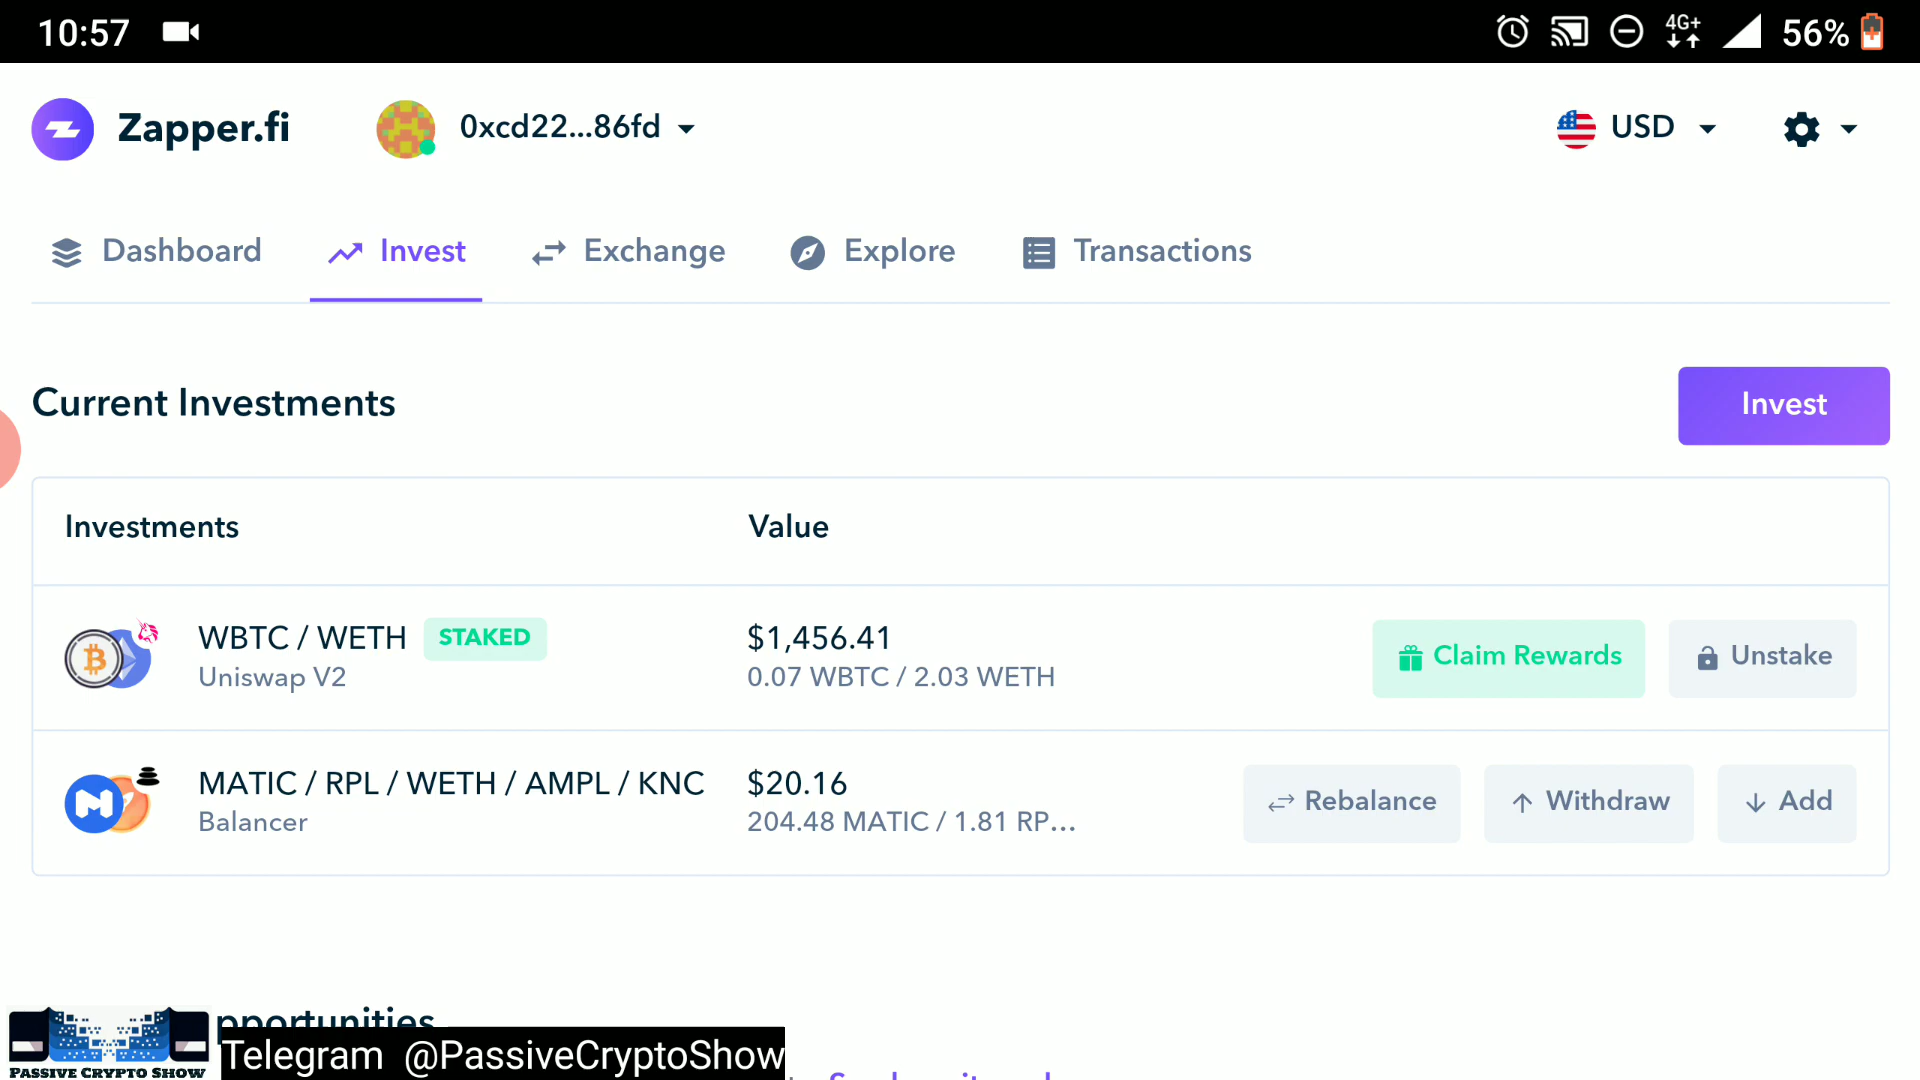 10:57
4G+
56%
Zapper.fi
0xcd22...86fd
USD
Dashboard
Invest
Exchange
Explore
Transactions
Current Investments
Invest
Investments
Value
WBTC / WETH
STAKED
$1,456.41
Claim Rewards
Unstake
Uniswap V2
0.07 WBTC / 2.03 WETH
MATIC / RPL / WETH / AMPL / KNC
$20.16
Rebalance
Withdraw
Add
Balancer
204.48 MATIC / 1.81 RP...
pportunities
Telegram @PassiveCryptoShow
PASSIVE CRYPTO SHOW